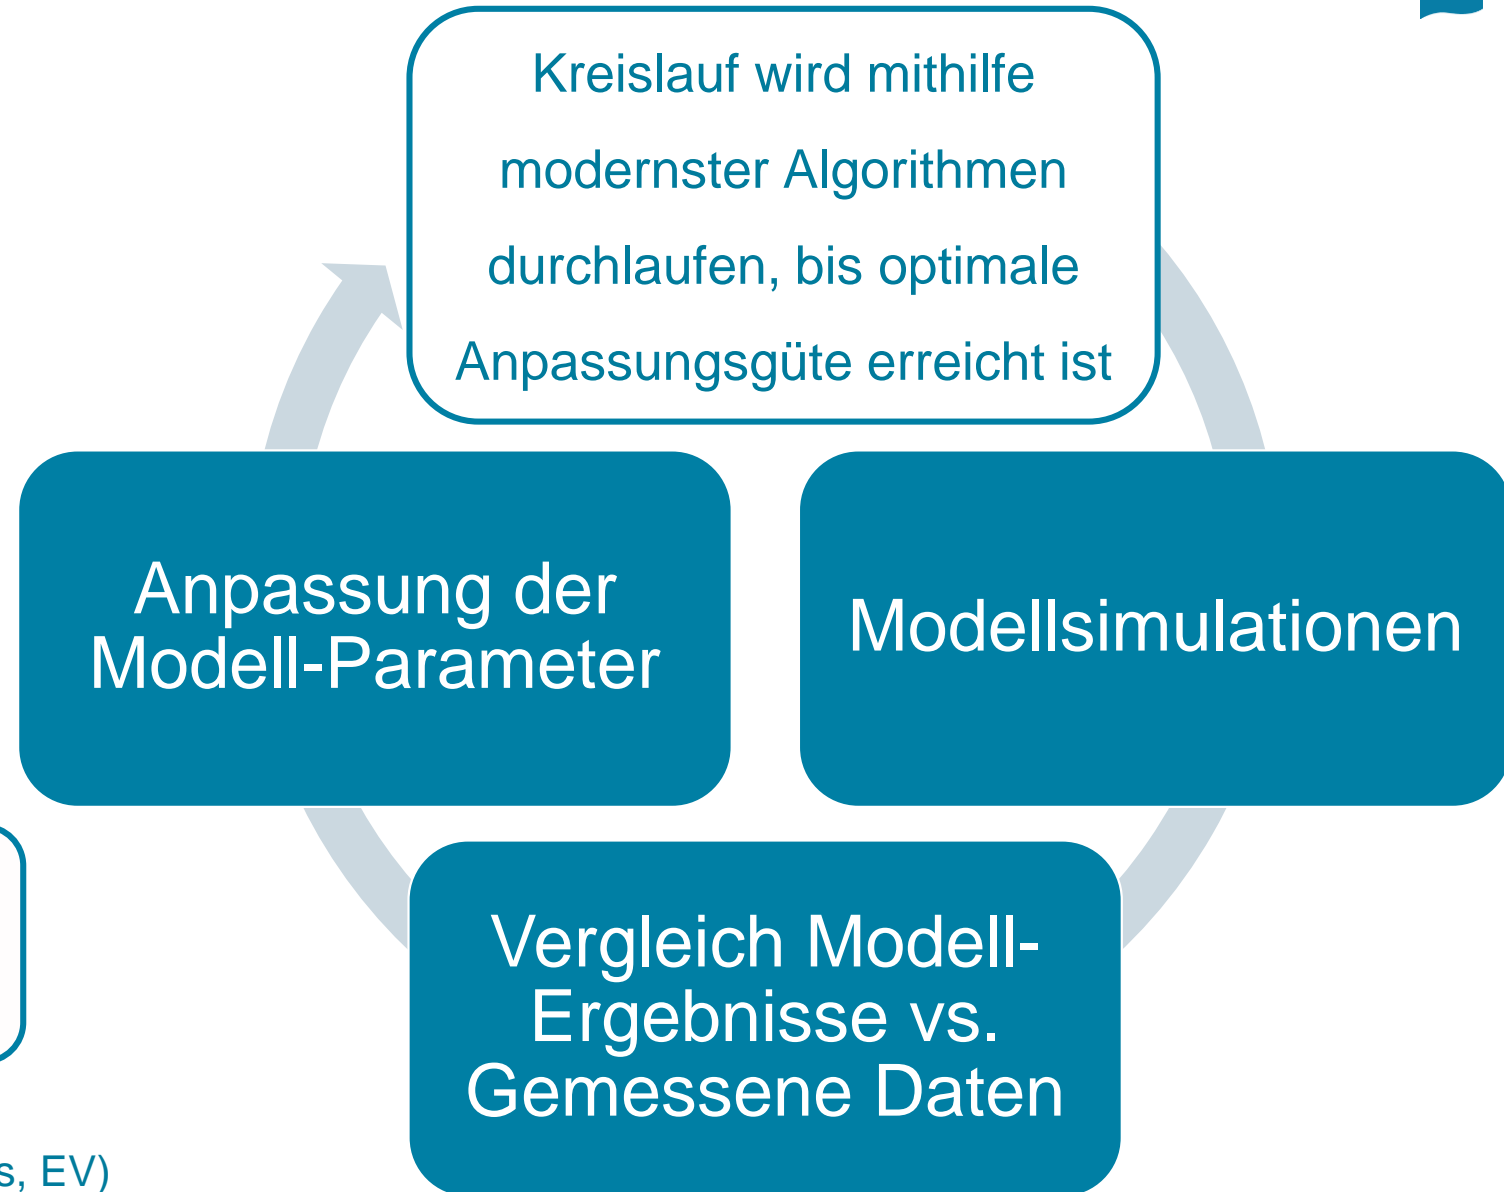 Kreislauf wird mithilfe
modernster Algorithmen
durchlaufen, bis optimale
Anpassungsgüte erreicht ist
Anpassung der
Modell-Parameter
Modellsimulationen
Vergleich Modell-
Ergebnisse vs.
Gemessene Daten
s, EV)